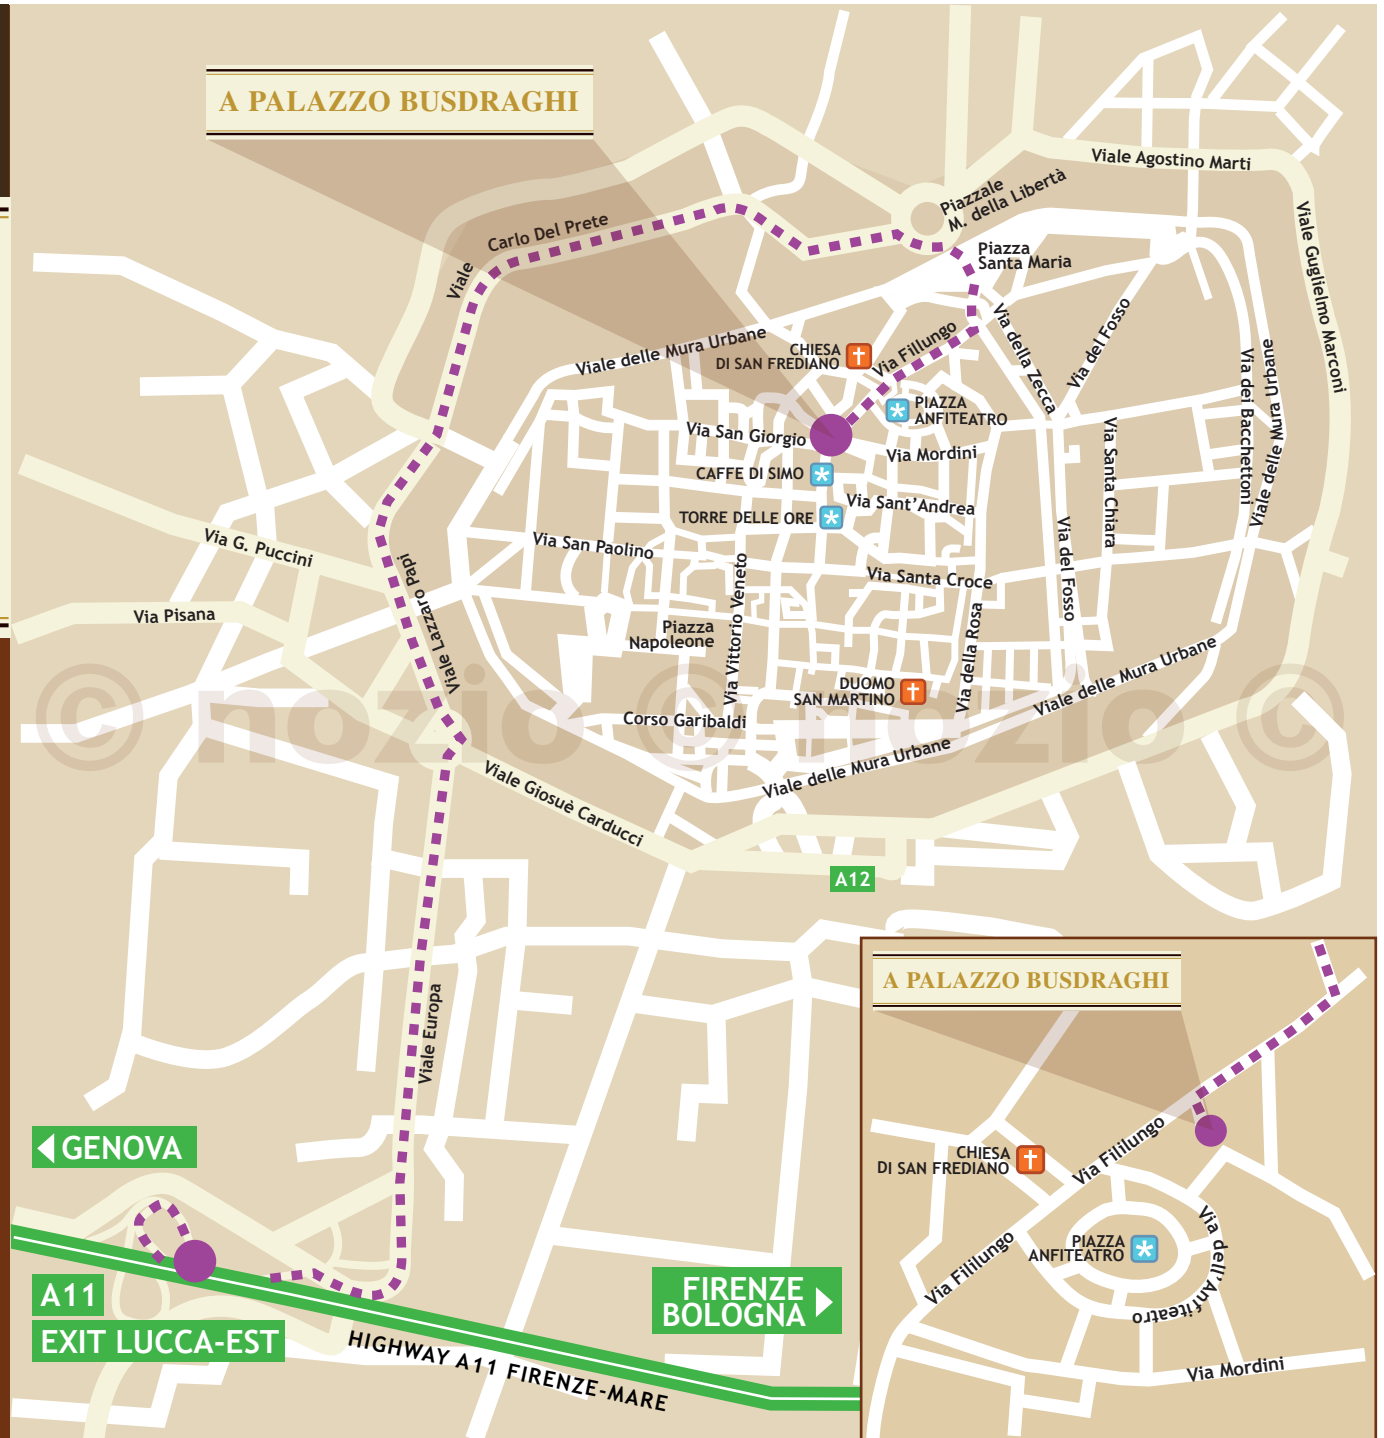 A PALAZZO BUSDRAGHI
Viale Agostino Marti
Piazzale
M. della Libertà
Carlo Del Prete
Viale
Piazza
Santa Maria
Viale Guglielmo Marconi
Via della Zecca
Via del Fosso
Viale delle Mura Urbane
CHIESA
DI SAN FREDIANO
Via Fillungo
Via dei Bacchettoni
Viale delle Mura Urbane
PIAZZA
ANFITEATRO
Via San Giorgio
Via Mordini
Via Santa Chiara
CAFFE DI SIMO
Via Sant'Andrea
TORRE DELLE ORE
Via San Paolino
Via G. Puccini
Via Santa Croce
Via del Fosso
Viale Lazzaro Papi
Via Vittorio Veneto
Via Pisana
Piazza
Napoleone
Via della Rosa
DUOMO
SAN MARTINO
Viale delle Mura Urbane
Corso Garibaldi
© nozio © nozio ©
Viale delle Mura Urbane
Viale Giosuè Carducci
A12
Viale Europa
GENOVA
A11
EXIT LUCCA-EST
FIRENZE
BOLOGNA
HIGHWAY A11 FIRENZE-MARE
A PALAZZO BUSDRAGHI
CHIESA
DI SAN FREDIANO
Via Fililungo
PIAZZA
ANFITEATRO
Via dell'Anfiteatro
Via Fililungo
Via Mordini